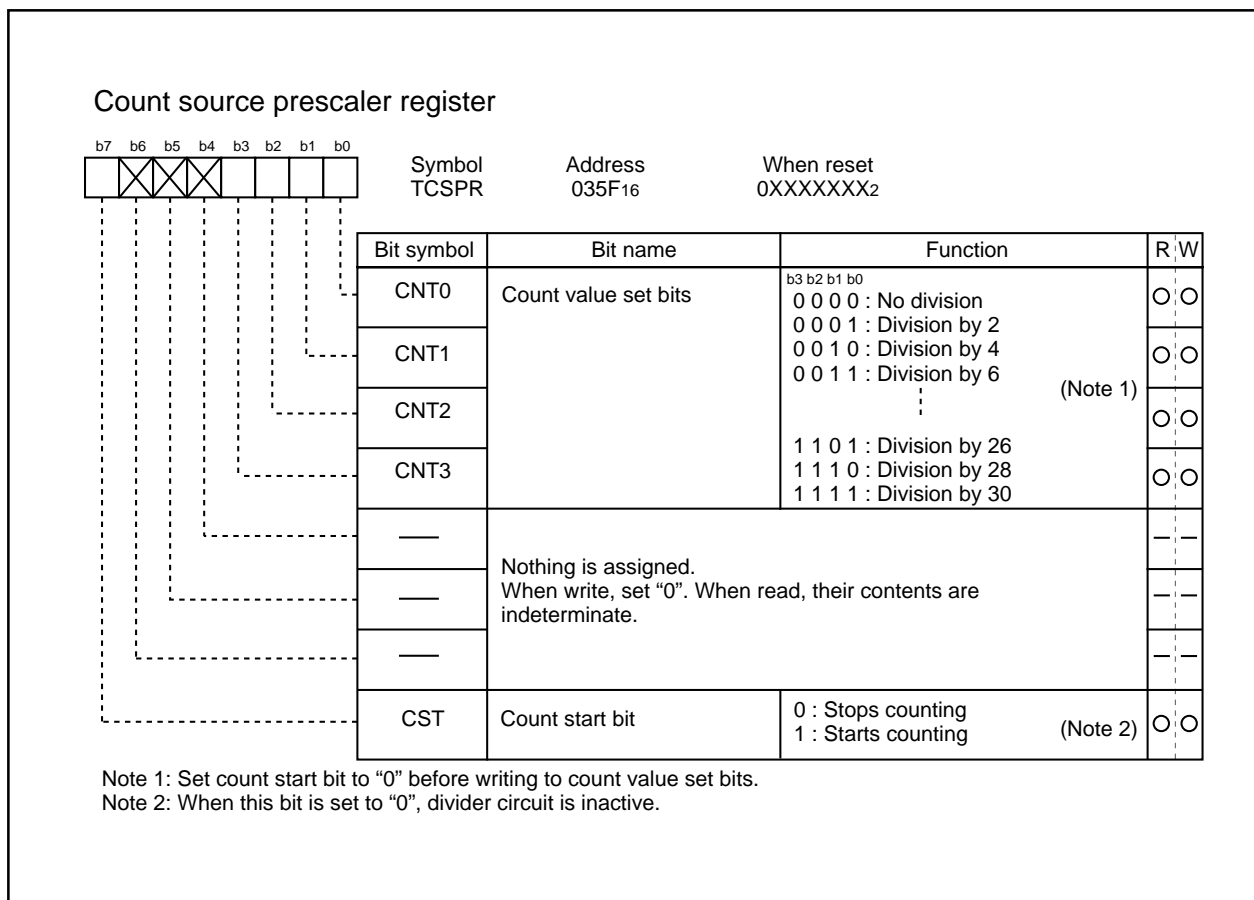 Count source prescaler register
b7 b6 b5 b4 b3 b2 b1 b0
Symbol Address When reset
TCSPR 035F16 0XXXXXXX2
Bit symbol Bit name Function R W
CNT0 Count value set bits
b3 b2 b1 b0
0 0 0 0 : No division
0 0 0 1 : Division by 2
CNT1 0 0 1 0 : Division by 4
0 0 1 1 : Division by 6
(Note 1)
CNT2
1 1 0 1 : Division by 26
CNT3 1 1 1 0 : Division by 28
1 1 1 1 : Division by 30
Nothing is assigned.
When write, set “0”. When read, their contents are
indeterminate.
CST Count start bit
0 : Stops counting
1 : Starts counting (Note 2)
Note 1: Set count start bit to “0” before writing to count value set bits.
Note 2: When this bit is set to “0”, divider circuit is inactive.